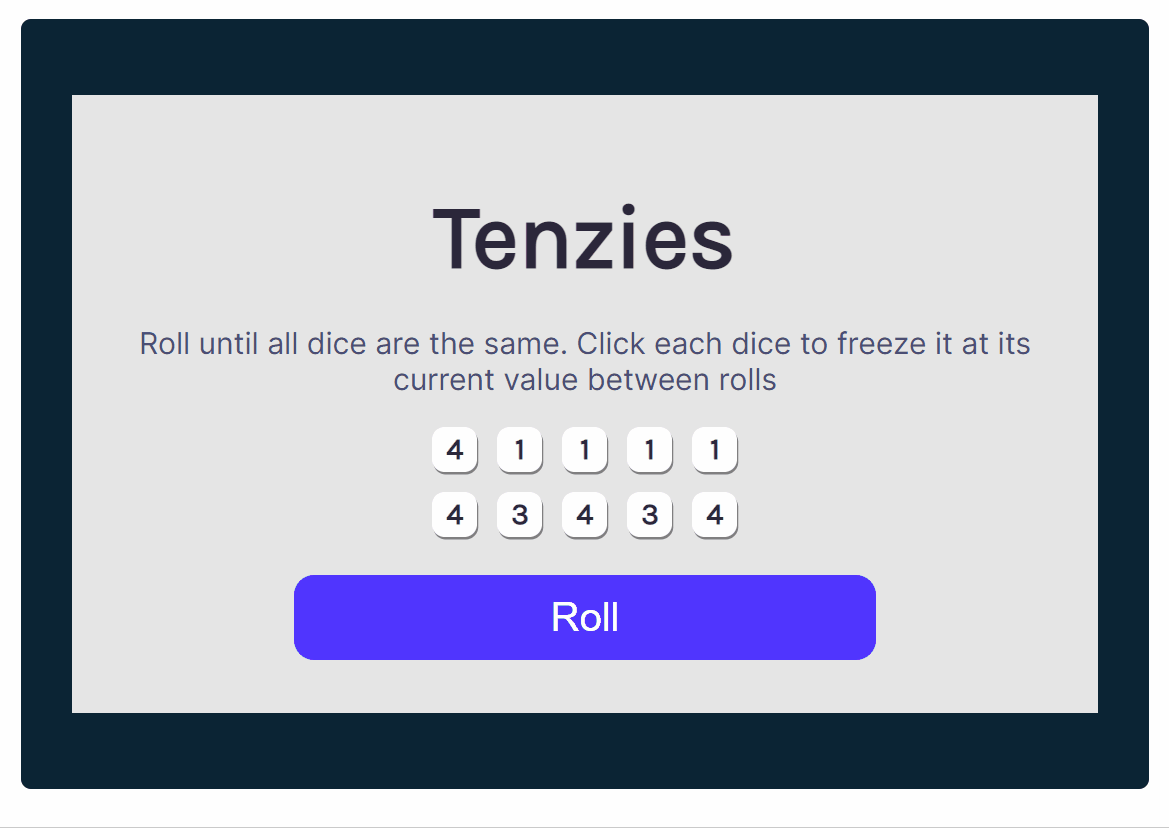 Tenzies
Roll until all dice are the same. Click each dice to freeze it at its
current value between rolls
4 1 1 1 1
4 3 4 3 4
Roll